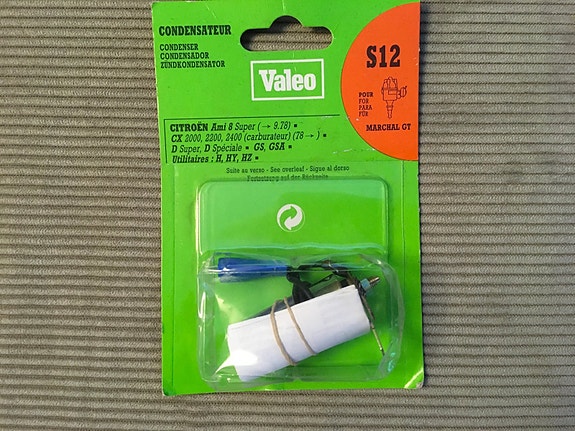 CONDENSATEUR
CONDENSER
CONDENSADOR
ZÜNDKONDENSATOR
Valeo
S12
POUR
FOR
PARA
FÜR
MARCHAL GT
CITROËN Ami 8 Super (→ 9.78) ▪
CX 2000, 2200, 2400 (carburateur) (78 → ) ▪
D Super, D Spéciale ▪ GS, GSA ▪
Utilitaires : H, HY, HZ ▪
Suite au verso - See overleaf - Sigue al dorso
Fortsetzung auf der Rückseite